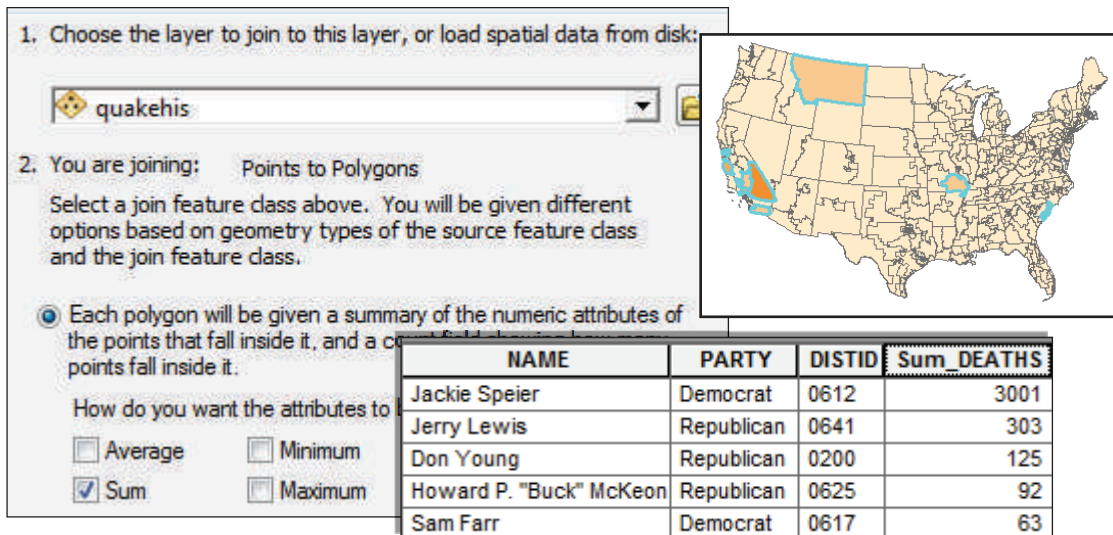 1. Choose the layer to join to this layer, or load spatial data from disk:
quakehis
2. You are joining: Points to Polygons
Select a join feature class above. You will be given different
options based on geometry types of the source feature class
and the join feature class.
Each polygon will be given a summary of the numeric attributes of
the points that fall inside it, and a
points fall inside it.
How do you want the attributes to
Average Minimum
Sum Maximum
NAME PARTY DISTID Sum_DEATHS
Jackie Speier Democrat 0612 3001
Jerry Lewis Republican 0641 303
Don Young Republican 0200 125
Howard P. "Buck" McKeon Republican 0625 92
Sam Farr Democrat 0617 63